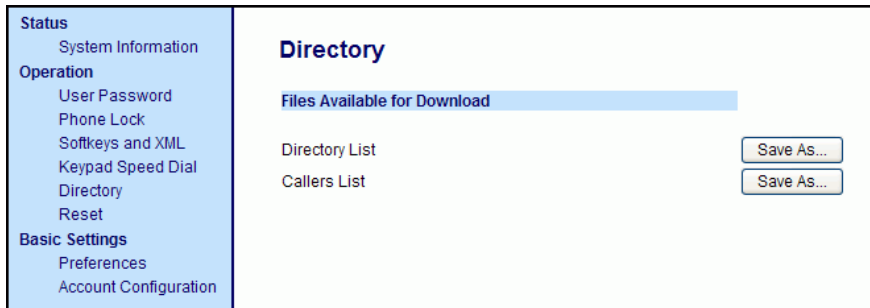 Status
System Information
Operation
User Password
Phone Lock
Softkeys and XML
Keypad Speed Dial
Directory
Reset
Basic Settings
Preferences
Account Configuration
Directory
Files Available for Download
Directory List
Save As...
Callers List
Save As...